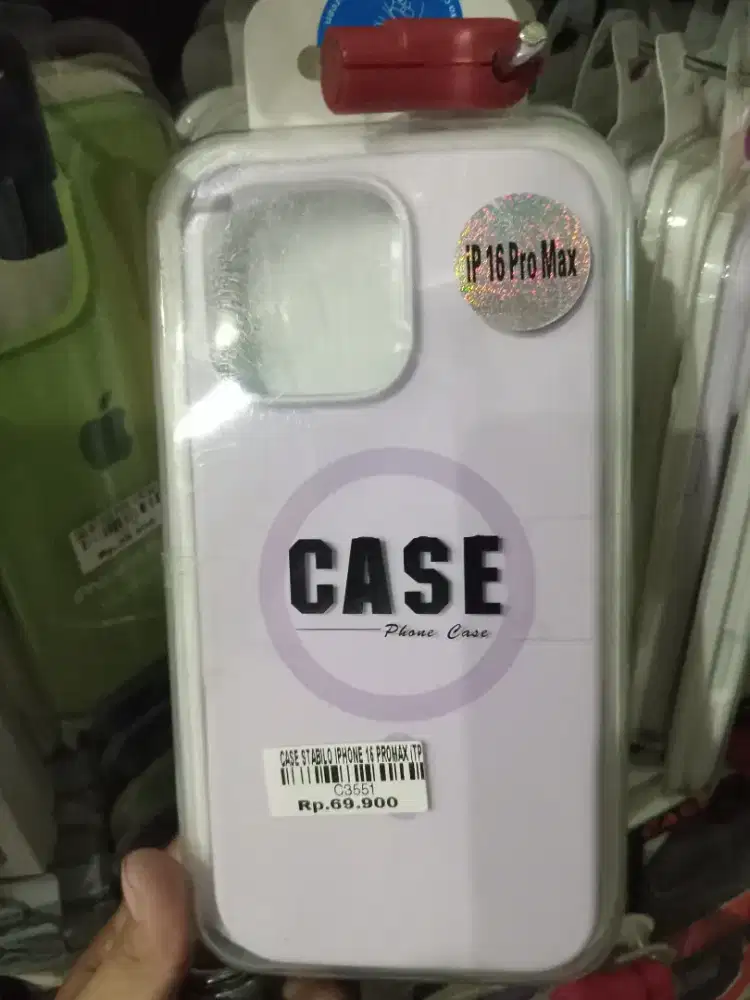 iP 16 Pro Max
CASE
Phone Case
CASE STABILO IPHONE 16 PROMAX (TP
C3551
Rp.69.900